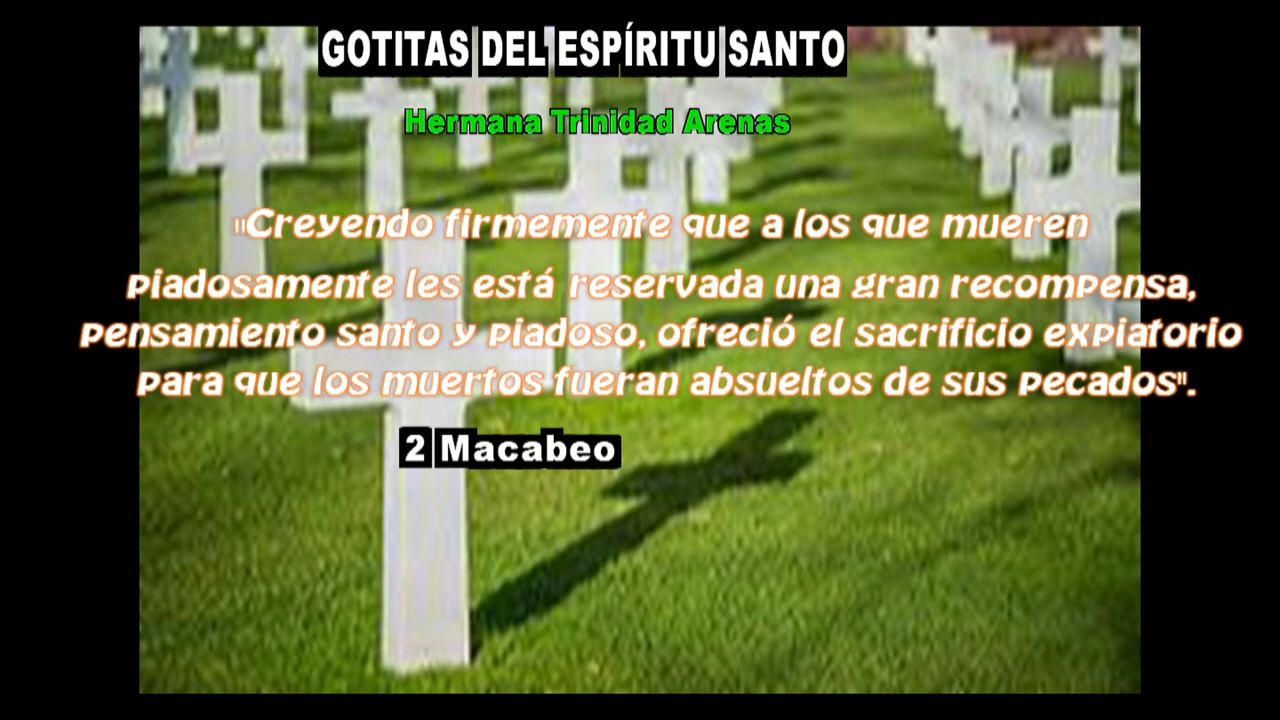 GOTITAS DEL ESPÍRITU SANTO
Hermana Trinidad Arenas
"Creyendo firmemente que a los que mueren
piadosamente les está reservada una gran recompensa,
pensamiento santo y piadoso, ofreció el sacrificio expiatorio
para que los muertos fueran absueltos de sus pecados".
2 Macabeo